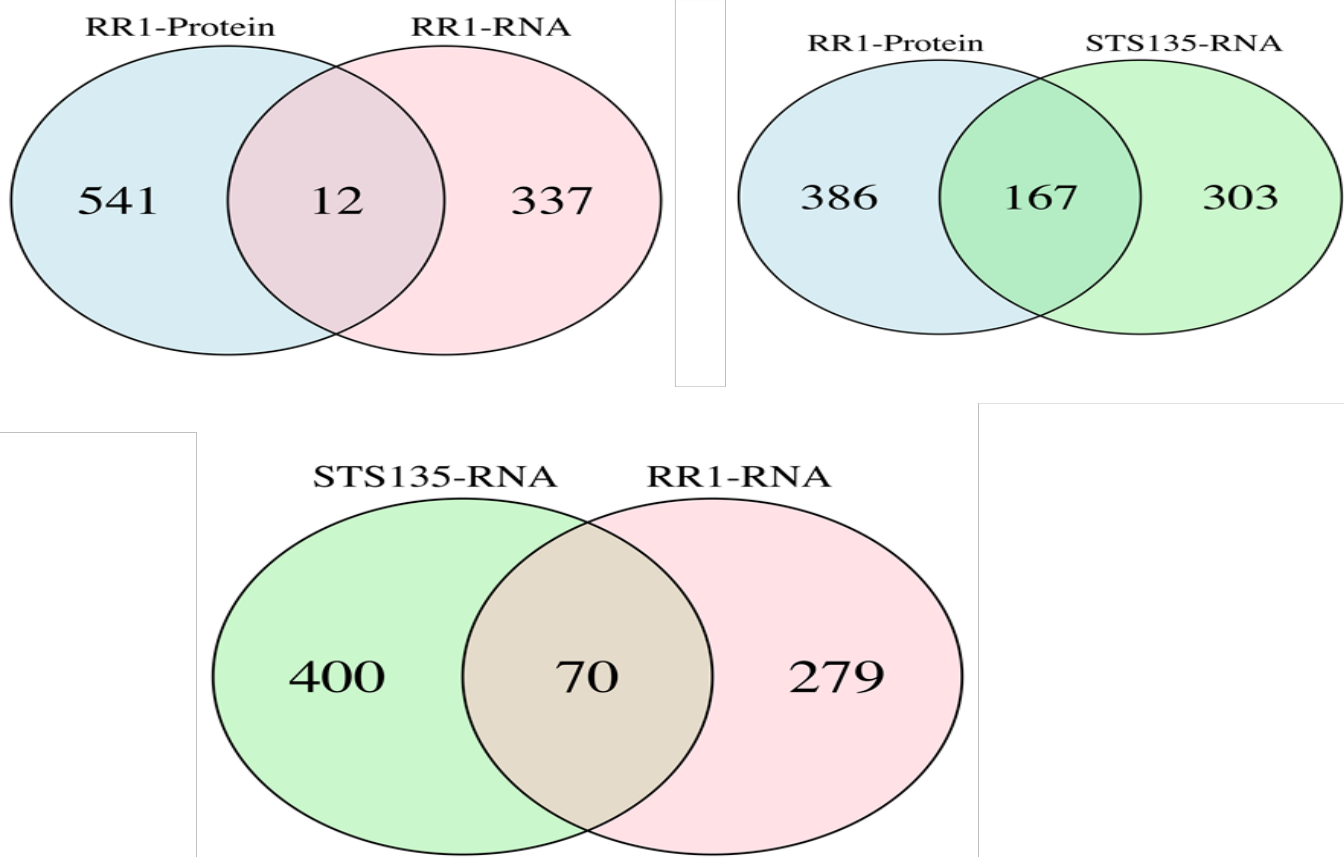 RR1-Protein RR1-RNA
541 12 337
RR1-Protein STS135-RNA
386 167 303
STS135-RNA RR1-RNA
400 70 279